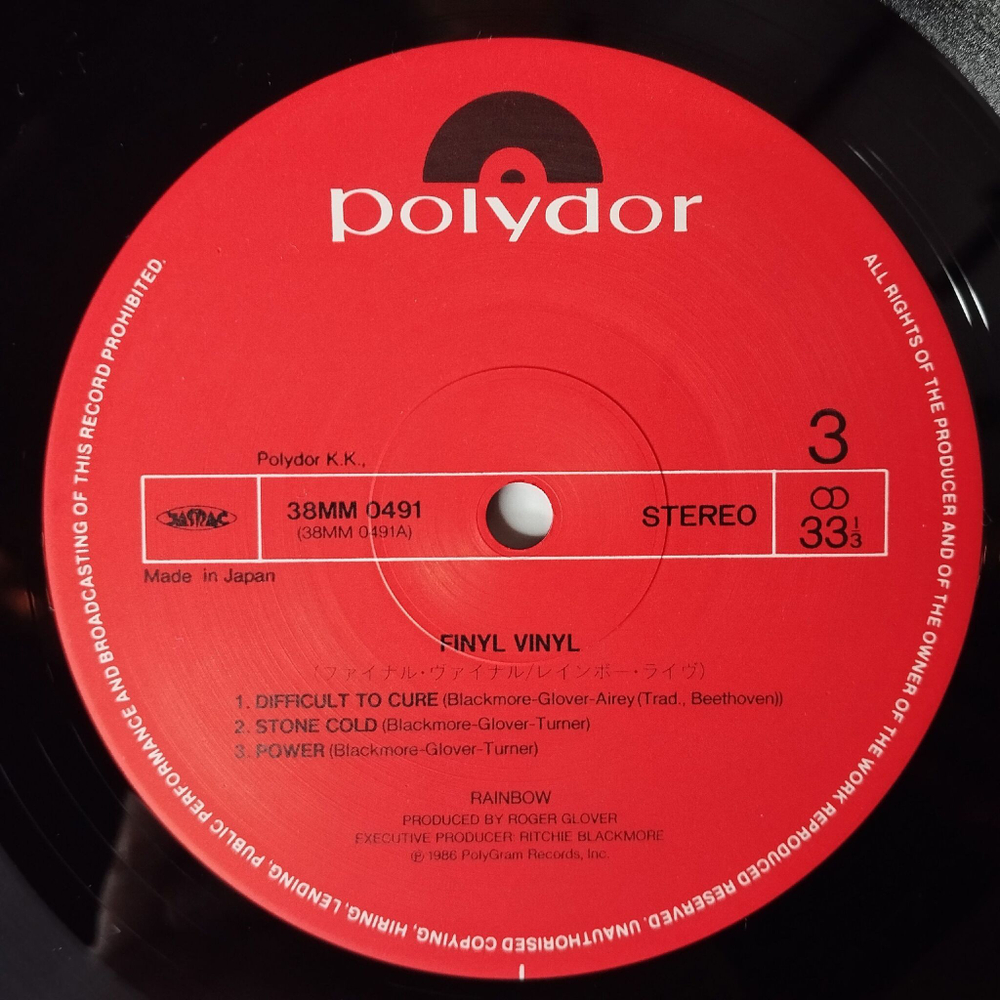 polydor
ALL RIGHTS OF THE PRODUCER AND OF THE OWNER OF THE WORK REPRODUCED RESERVED. UNAUTHORISED COPYING, HIRING, LENDING, PUBLIC PERFORMANCE AND BROADCASTING OF THIS RECORD PROHIBITED.
3
Polydor K.K.,
JASRAC
38MM 0491
(38MM 0491A)
STEREO
33 1/3
Made in Japan
FINYL VINYL
(ファイナル・ヴァイナル/レインボー・ライヴ)
1. DIFFICULT TO CURE (Blackmore-Glover-Airey (Trad., Beethoven))
2. STONE COLD (Blackmore-Glover-Turner)
3. POWER (Blackmore-Glover-Turner)
RAINBOW
PRODUCED BY ROGER GLOVER
EXECUTIVE PRODUCER: RITCHIE BLACKMORE
℗ 1986 PolyGram Records, Inc.